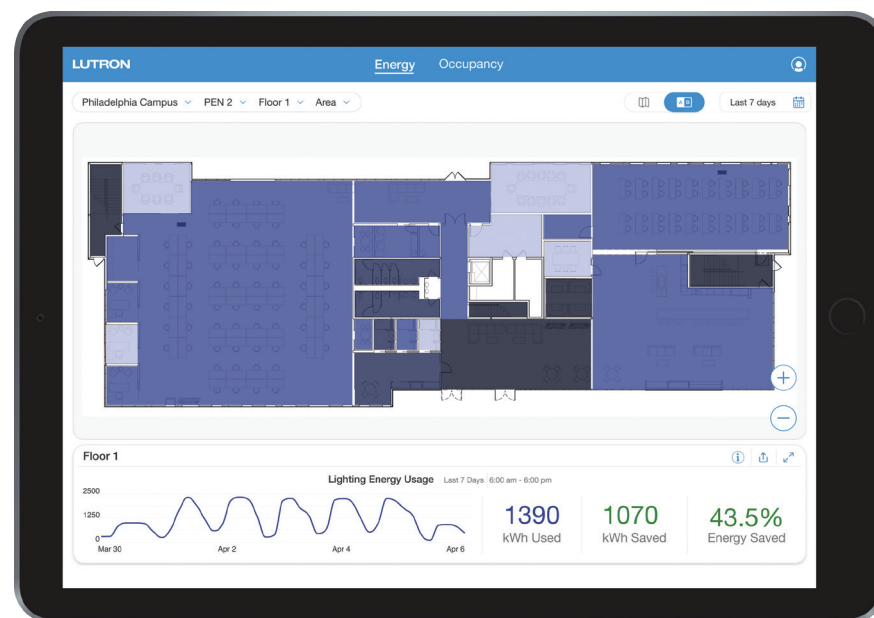 LUTRON
Energy Occupancy
Philadelphia Campus PEN 2 Floor 1 Area
A B Last 7 days
Floor 1
Lighting Energy Usage Last 7 Days 6:00 am - 6:00 pm
2500
1250
0
Mar 30 Apr 2 Apr 4 Apr 6
1390
kWh Used
1070
kWh Saved
43.5%
Energy Saved